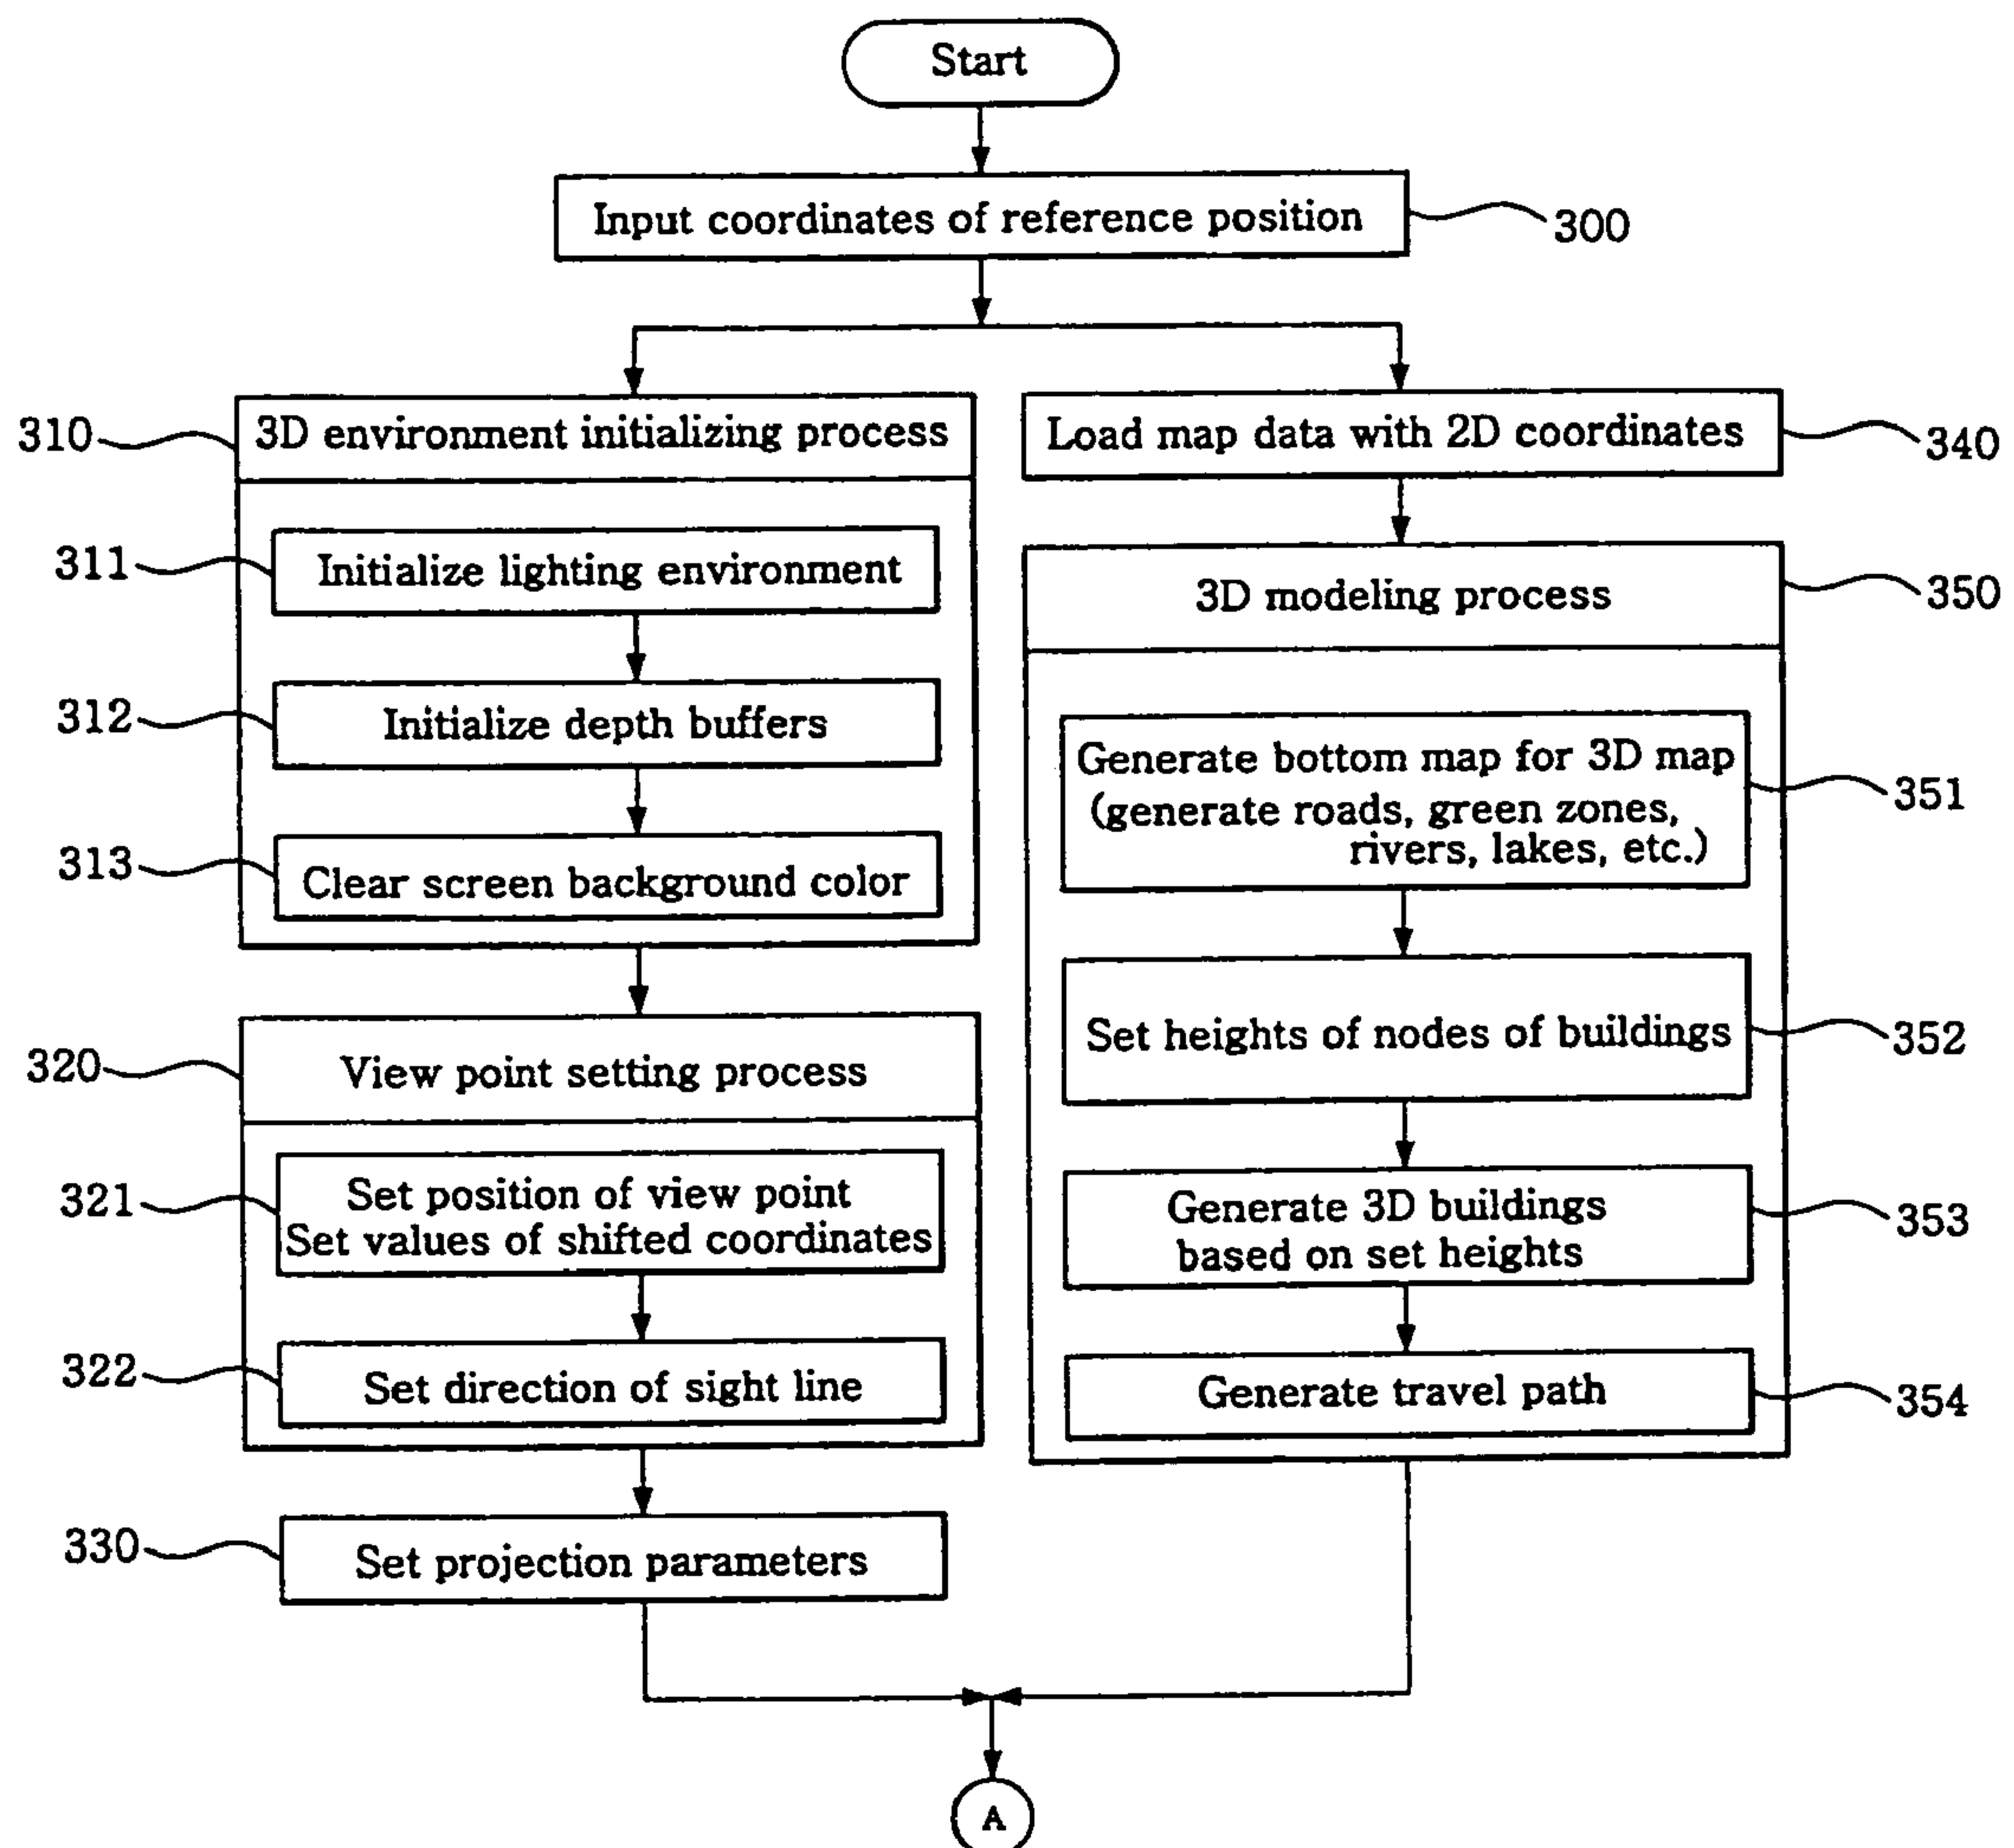 Start
Input coordinates of reference position
300
310
3D environment initializing process
311
Initialize lighting environment
312
Initialize depth buffers
313
Clear screen background color
320
View point setting process
321
Set position of view point
Set values of shifted coordinates
322
Set direction of sight line
330
Set projection parameters
Load map data with 2D coordinates
340
3D modeling process
350
Generate bottom map for 3D map
(generate roads, green zones,
rivers, lakes, etc.)
351
Set heights of nodes of buildings
352
Generate 3D buildings
based on set heights
353
Generate travel path
354
A